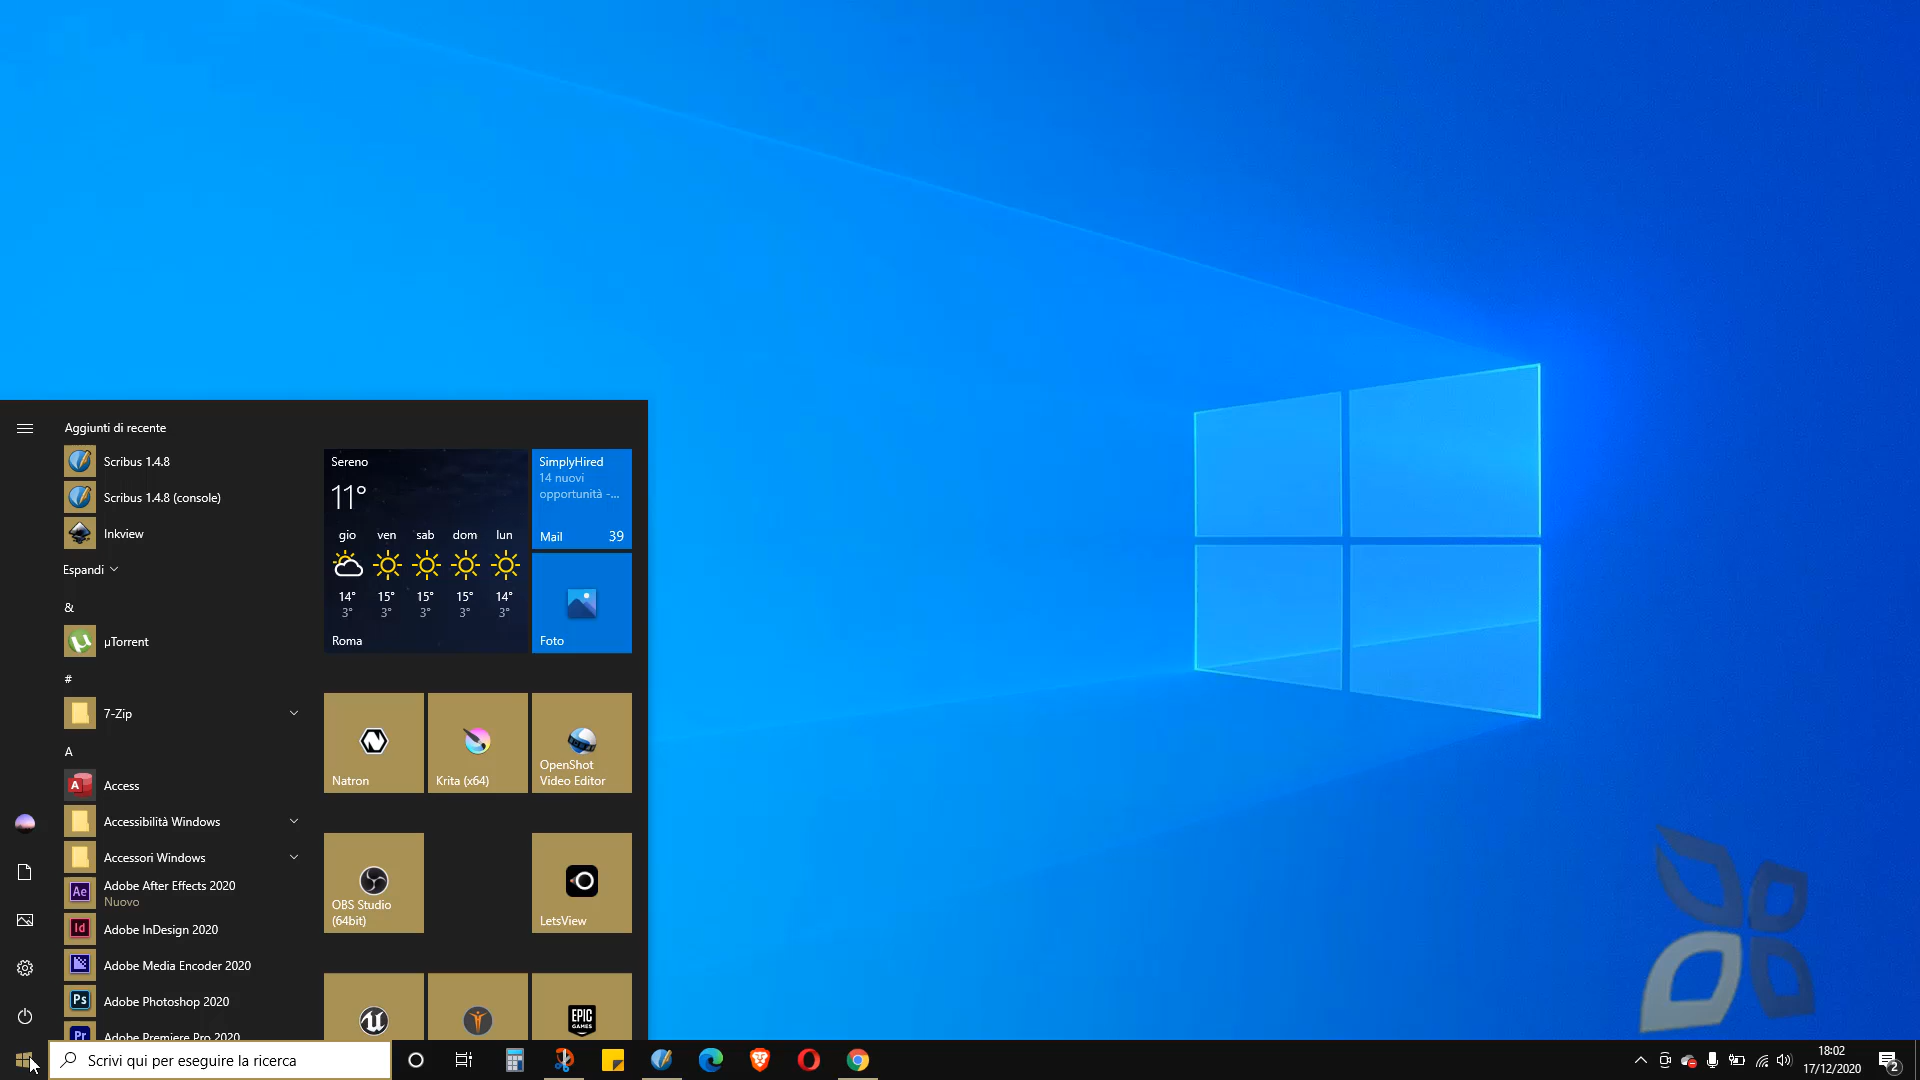 Aggiunti di recente
Scribus 1.4.8
Scribus 1.4.8 (console)
Inkview
Espandi
&
µTorrent
#
7-Zip
A
Access
Accessibilità Windows
Accessori Windows
Adobe After Effects 2020
Nuovo
Adobe InDesign 2020
Adobe Media Encoder 2020
Adobe Photoshop 2020
Adobe Premiere Pro 2020
Sereno
11°
gio ven sab dom lun
14° 15° 15° 15° 14°
3° 3° 3° 3° 3°
Roma
SimplyHired
14 nuovi
opportunità -...
Mail 39
Foto
Natron
Krita (x64)
OpenShot
Video Editor
OBS Studio
(64bit)
LetsView
EPIC
GAMES
Scrivi qui per eseguire la ricerca
18:02
17/12/2020
2